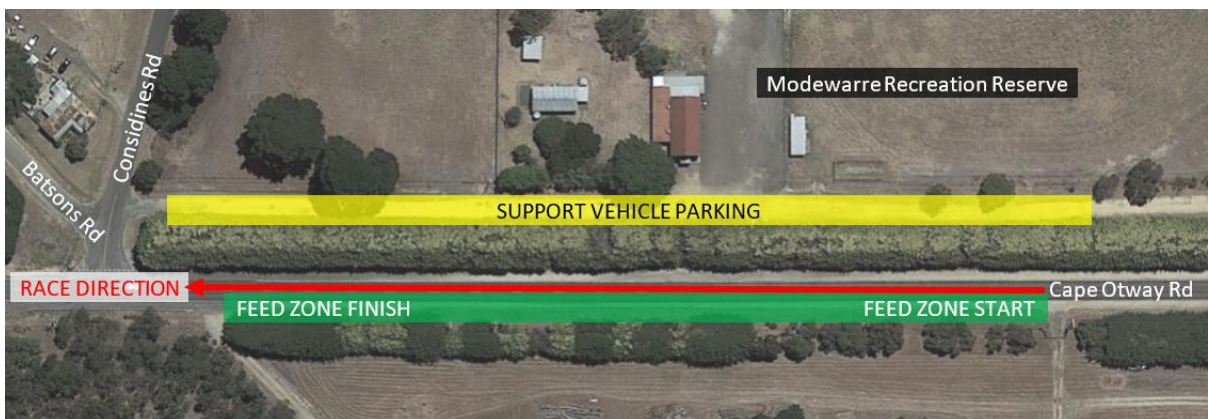 Modewarre Recreation Reserve
Considines Rd
Batsons Rd
SUPPORT VEHICLE PARKING
RACE DIRECTION
Cape Otway Rd
FEED ZONE FINISH
FEED ZONE START